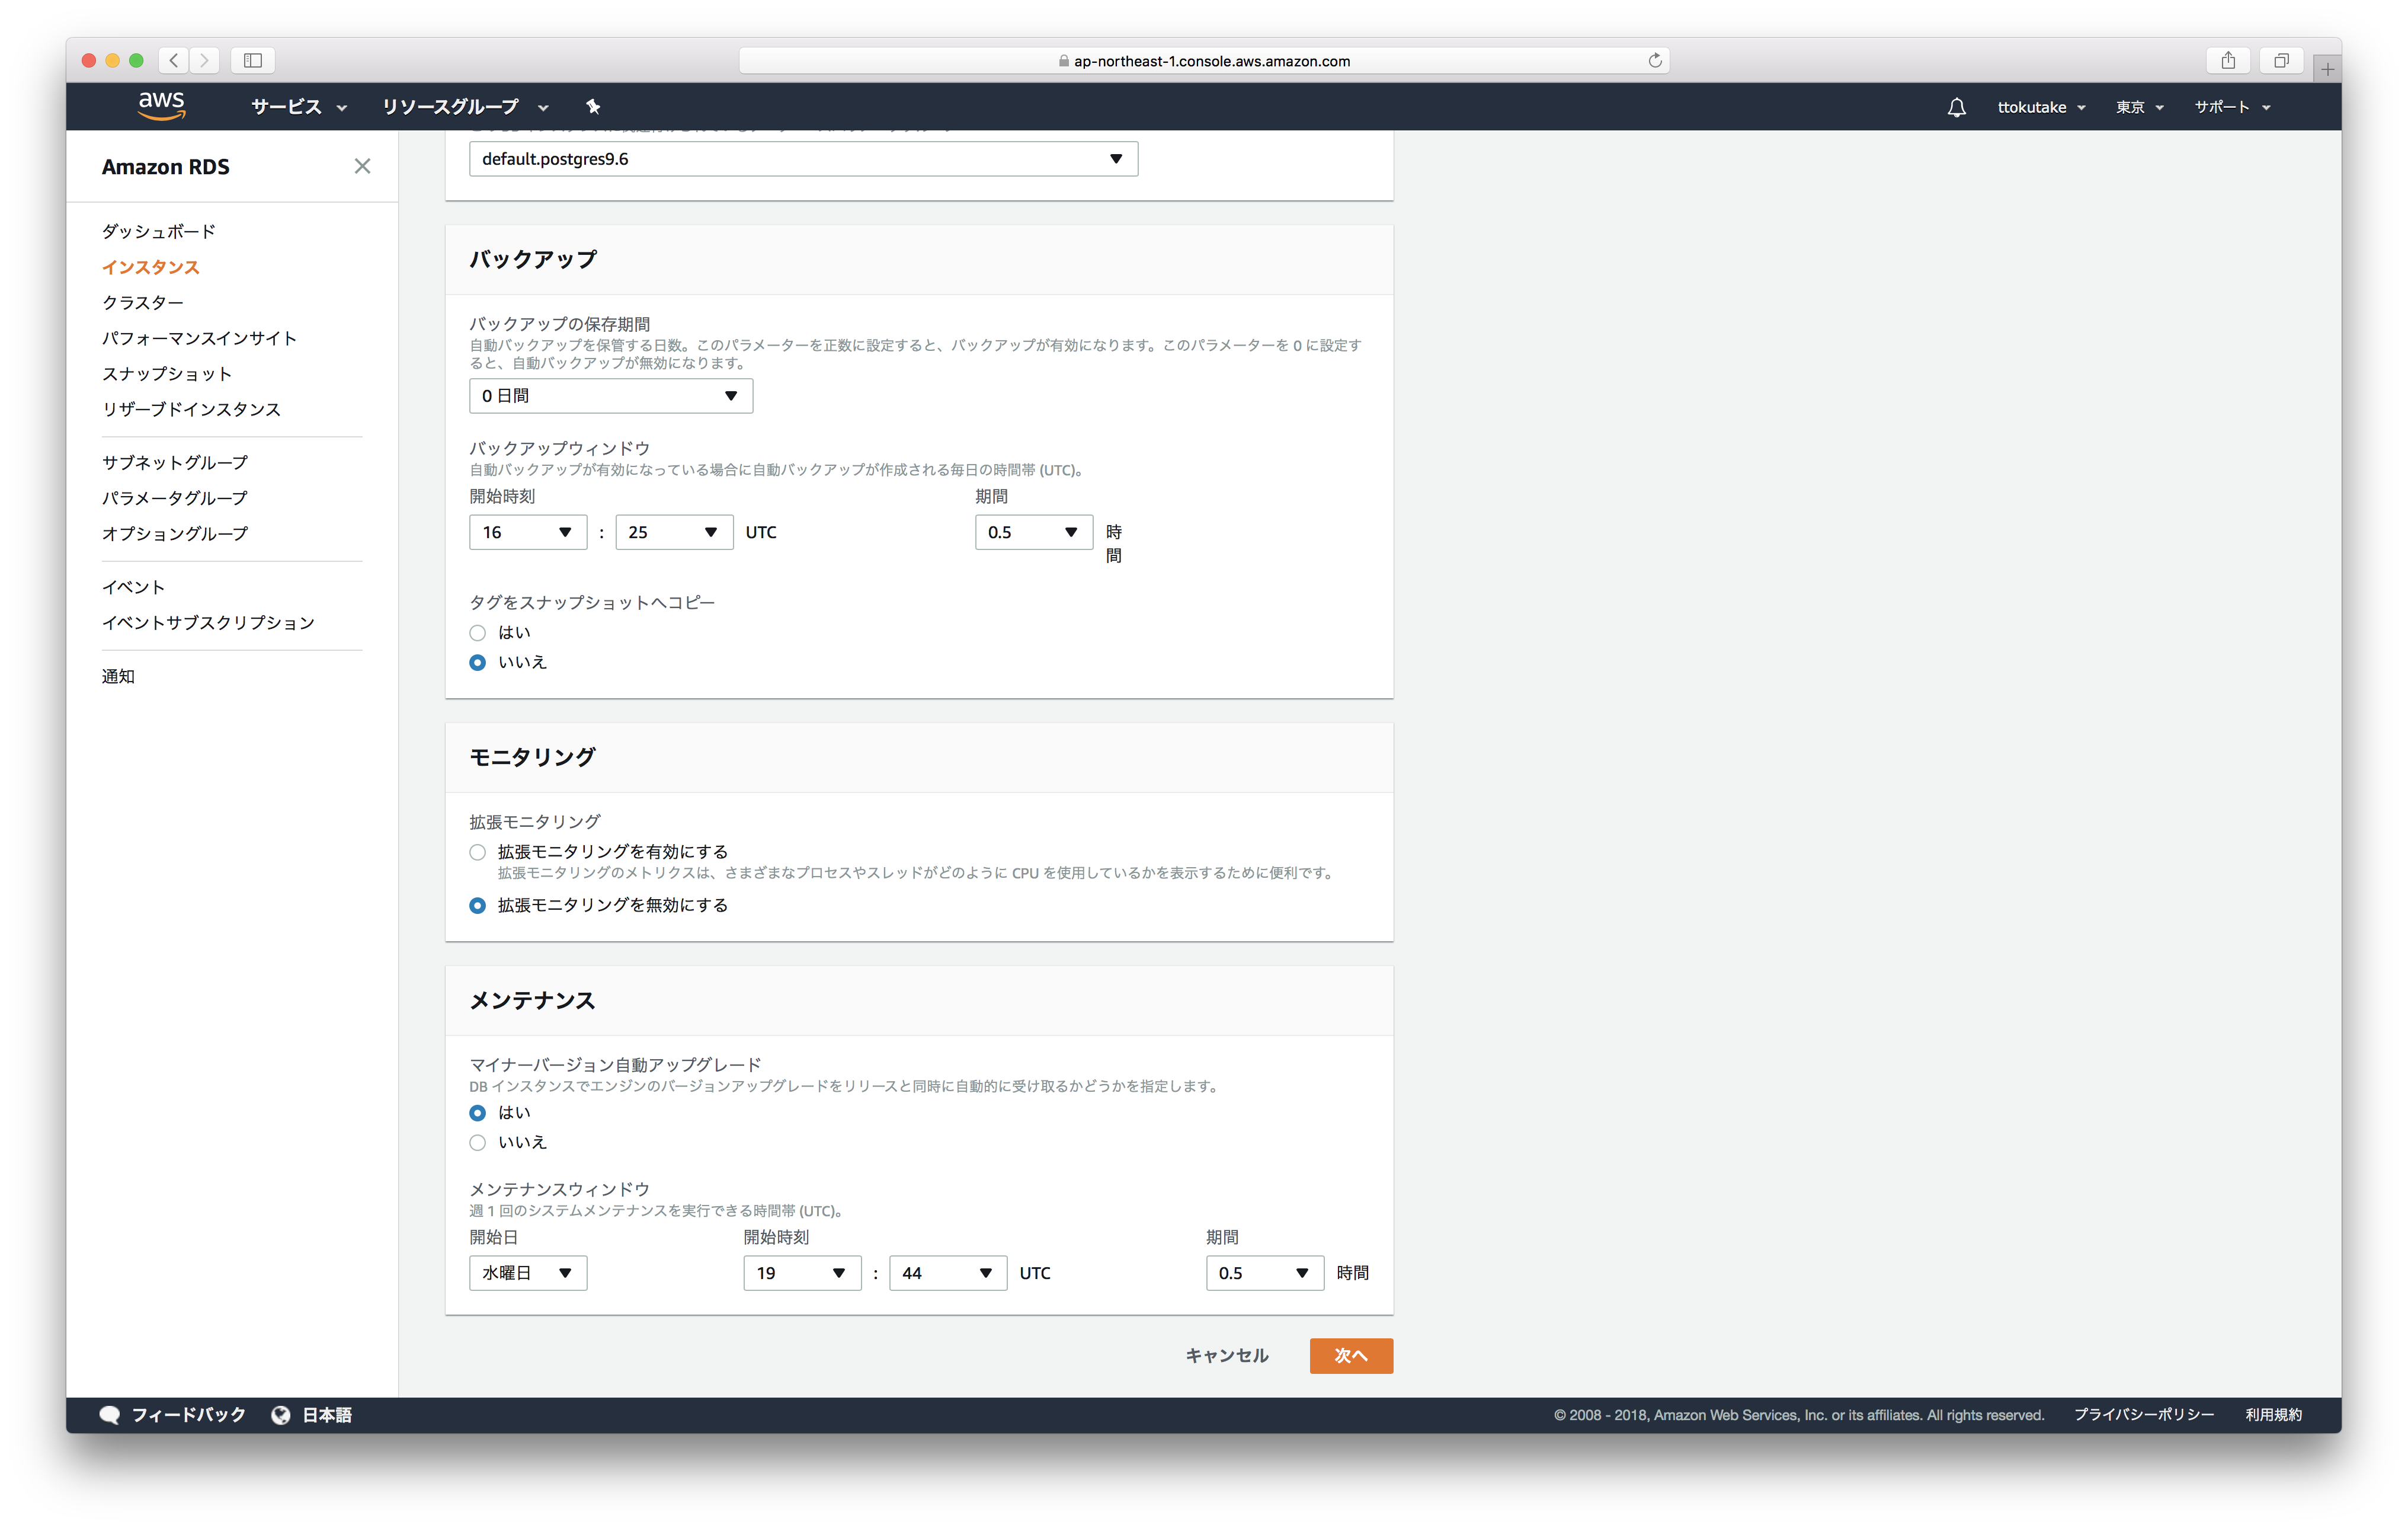 ap-northeast-1.console.aws.amazon.com
aws
サービス
リソースグループ
ttokutake
東京
サポート
Amazon RDS
ダッシュボード
インスタンス
クラスター
パフォーマンスインサイト
スナップショット
リザーブドインスタンス
サブネットグループ
パラメータグループ
オプショングループ
イベント
イベントサブスクリプション
通知
default.postgres9.6
バックアップ
バックアップの保存期間
自動バックアップを保管する日数。このパラメーターを正数に設定すると、バックアップが有効になります。このパラメーターを 0 に設定す
ると、自動バックアップが無効になります。
0 日間
バックアップウィンドウ
自動バックアップが有効になっている場合に自動バックアップが作成される毎日の時間帯 (UTC)。
開始時刻 期間
16 : 25 UTC 0.5 時
間
タグをスナップショットへコピー
はい
いいえ
モニタリング
拡張モニタリング
拡張モニタリングを有効にする
拡張モニタリングのメトリクスは、さまざまなプロセスやスレッドがどのように CPU を使用しているかを表示するために便利です。
拡張モニタリングを無効にする
メンテナンス
マイナーバージョン自動アップグレード
DB インスタンスでエンジンのバージョンアップグレードをリリースと同時に自動的に受け取るかどうかを指定します。
はい
いいえ
メンテナンスウィンドウ
週 1 回のシステムメンテナンスを実行できる時間帯 (UTC)。
開始日 開始時刻 期間
水曜日 19 : 44 UTC 0.5 時間
キャンセル 次へ
フィードバック 日本語
© 2008 - 2018, Amazon Web Services, Inc. or its affiliates. All rights reserved. プライバシーポリシー 利用規約